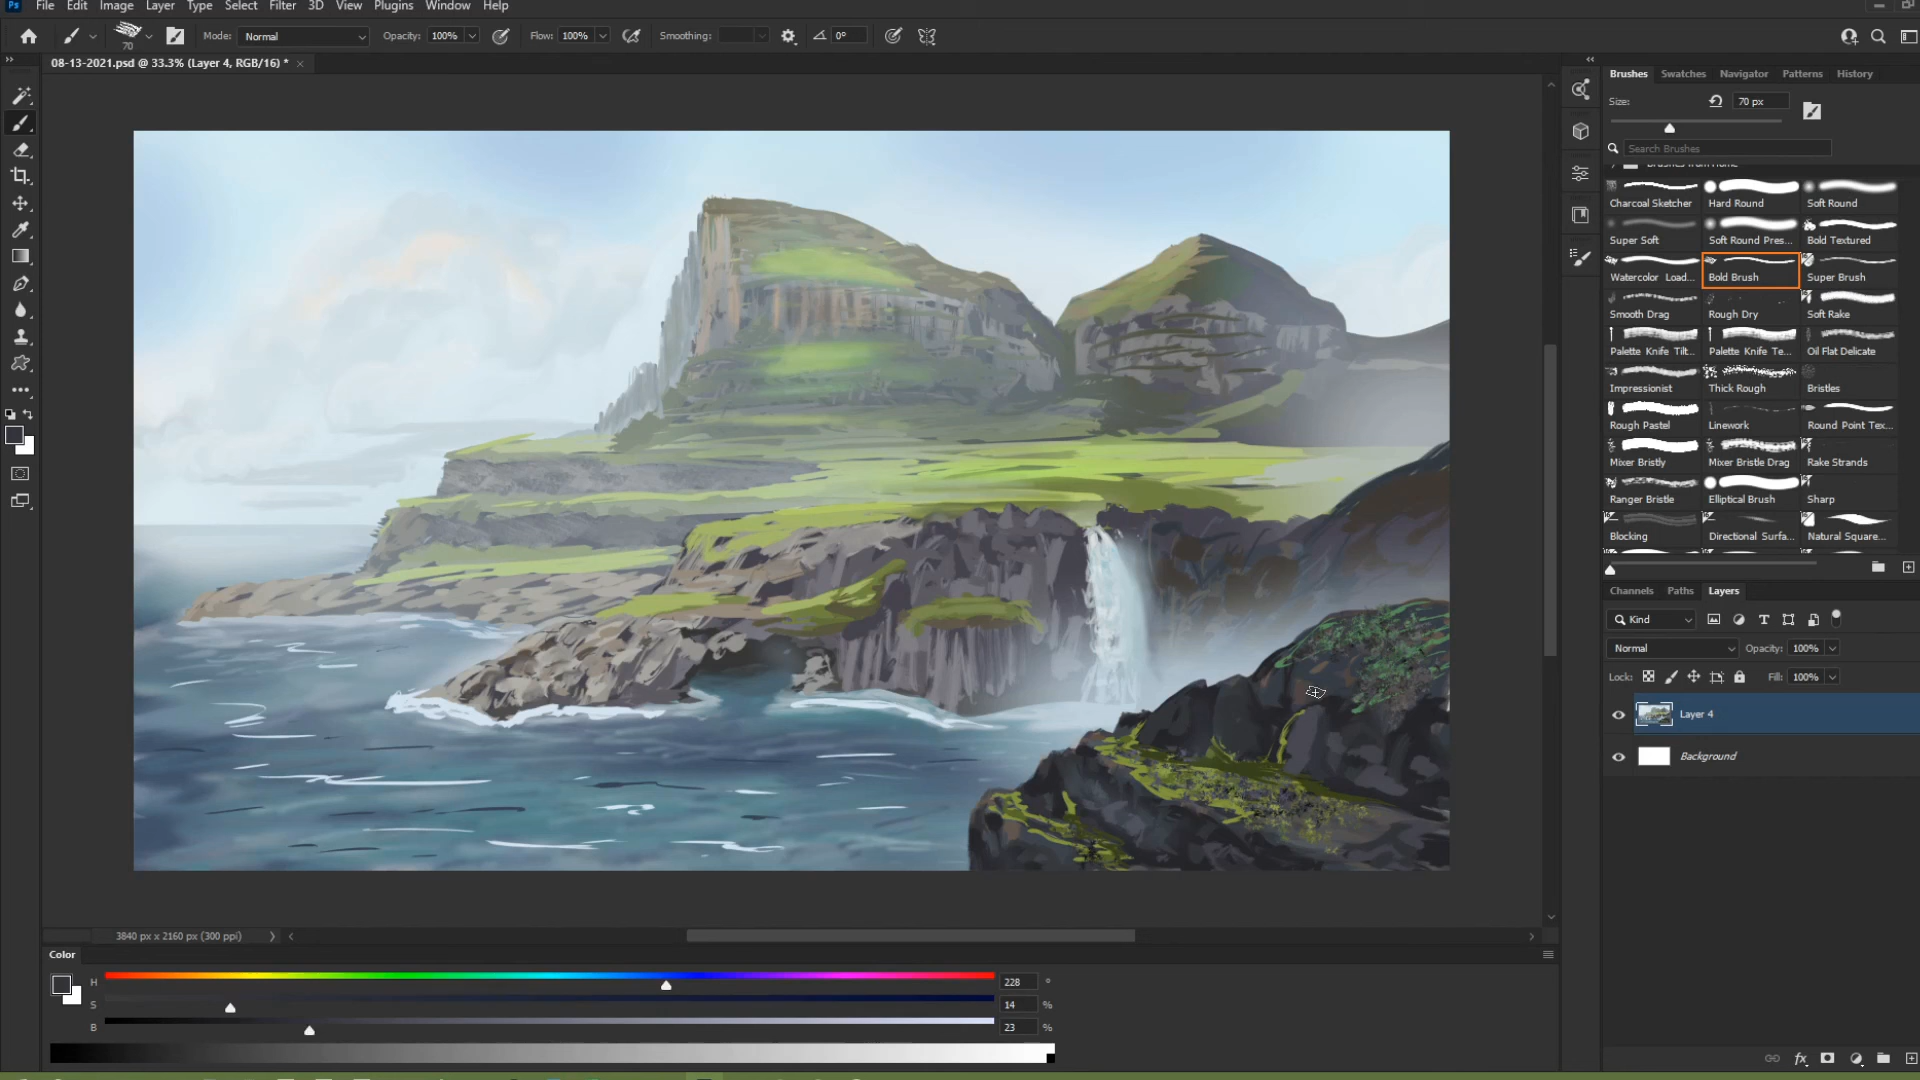 Ps File Edit Image Layer Type Select Filter 3D View Plugins Window Help
70 Mode: Normal Opacity: 100% Flow: 100% Smoothing: 0°
08-13-2021.psd @ 33.3% (Layer 4, RGB/16) * ×
Brushes Swatches Navigator Patterns History
Size: 70 px
Search Brushes
Charcoal Sketcher Hard Round Soft Round
Super Soft Soft Round Pres... Bold Textured
Watercolor Load... Bold Brush Super Brush
Smooth Drag Rough Dry Soft Rake
Palette Knife Tilt... Palette Knife Te... Oil Flat Delicate
Impressionist Thick Rough Bristles
Rough Pastel Linework Round Point Tex...
Mixer Bristly Mixer Bristle Drag Rake Strands
Ranger Bristle Elliptical Brush Sharp
Blocking Directional Surfa... Natural Square...
Channels Paths Layers
Kind
Normal Opacity: 100%
Lock: Fill: 100%
Layer 4
Background
fx
3840 px x 2160 px (300 ppi)
Color
H 228 °
S 14 %
B 23 %